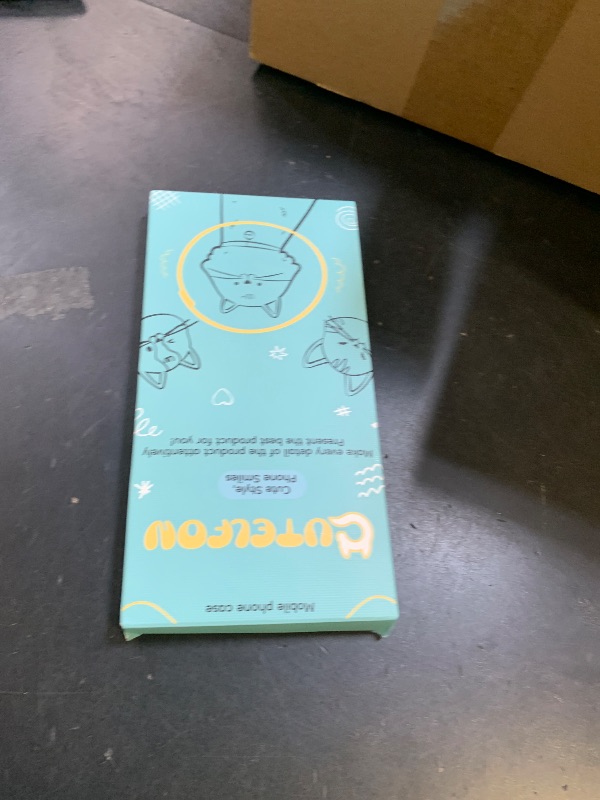 Mobile phone case
CUTELFON
Cute Style,
Phone Smiles
Make every detail of the product attentively
Present the best product for you!